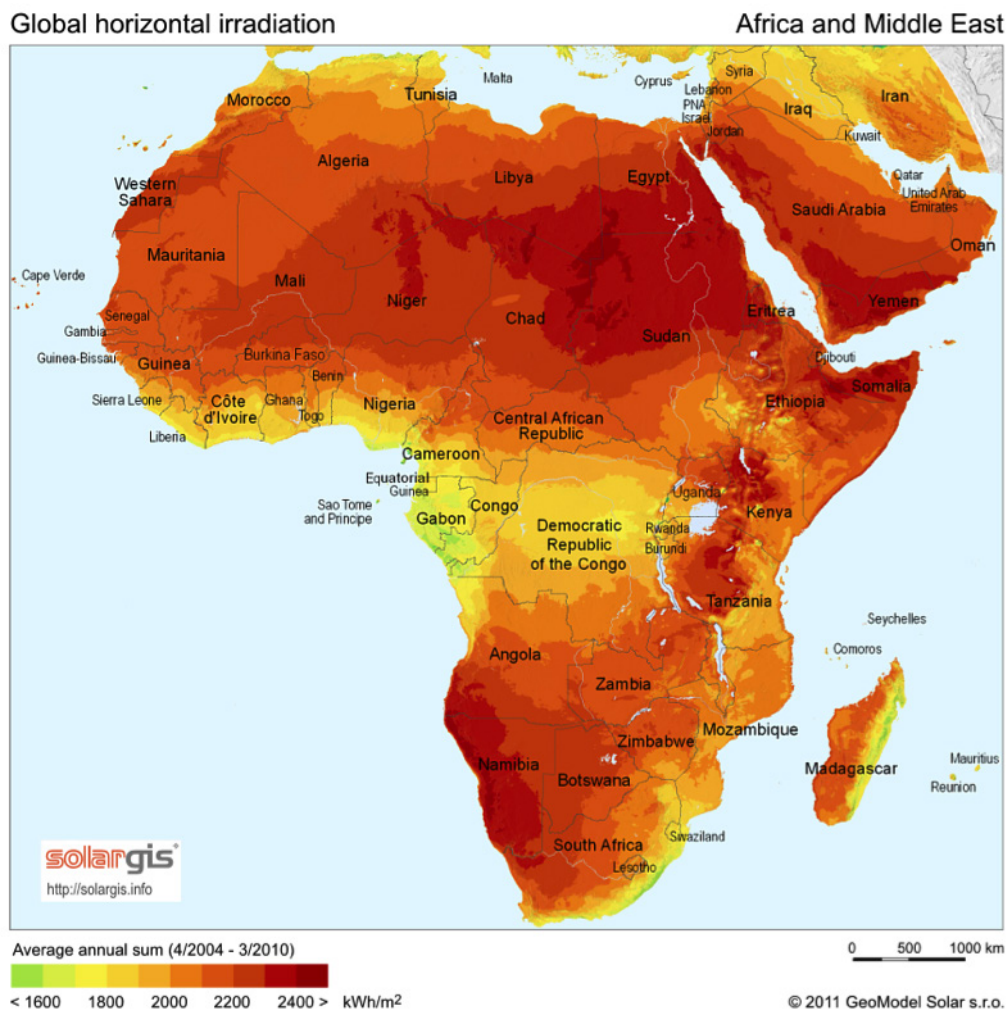 Global horizontal irradiation
Africa and Middle East
Malta
Cyprus
Syria
Lebanon
PNA
Israel
Jordan
Iraq
Iran
Kuwait
Tunisia
Morocco
Algeria
Libya
Egypt
Qatar
United Arab
Emirates
Western
Sahara
Saudi Arabia
Oman
Mauritania
Cape Verde
Mali
Niger
Chad
Sudan
Eritrea
Yemen
Senegal
Gambia
Guinea-Bissau
Guinea
Burkina Faso
Benin
Djibouti
Somalia
Sierra Leone
Côte
d'Ivoire
Ghana
Togo
Nigeria
Ethiopia
Liberia
Central African
Republic
Cameroon
Equatorial
Guinea
Sao Tome
and Principe
Gabon
Congo
Uganda
Kenya
Rwanda
Burundi
Democratic
Republic
of the Congo
Tanzania
Seychelles
Comoros
Angola
Zambia
Mozambique
Zimbabwe
Madagascar
Mauritius
Reunion
Namibia
Botswana
Swaziland
South Africa
Lesotho
solargis
http://solargis.info
Average annual sum (4/2004 - 3/2010)
< 1600 1800 2000 2200 2400 > kWh/m²
0 500 1000 km
© 2011 GeoModel Solar s.r.o.